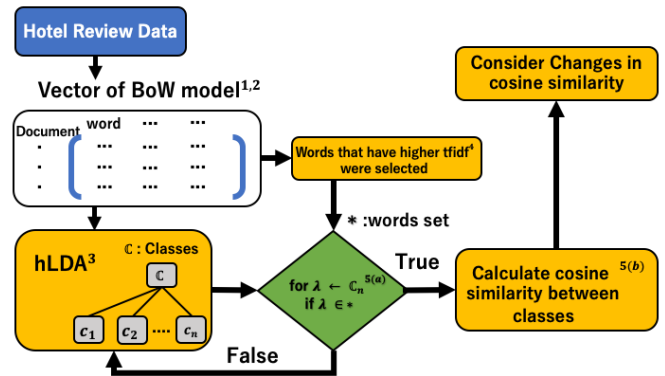 Hotel Review Data
Vector of BoW model1,2
Document word ... ...
. ... ... ...
. ... ... ...
. ... ... ...
Words that have higher tfidf4
were selected
* :words set
hLDA3
ℂ : Classes
ℂ
c1 c2 .... cn
for λ ← ℂn 5(a)
if λ ∈ *
True
False
Calculate cosine 5(b)
similarity between
classes
Consider Changes in
cosine similarity